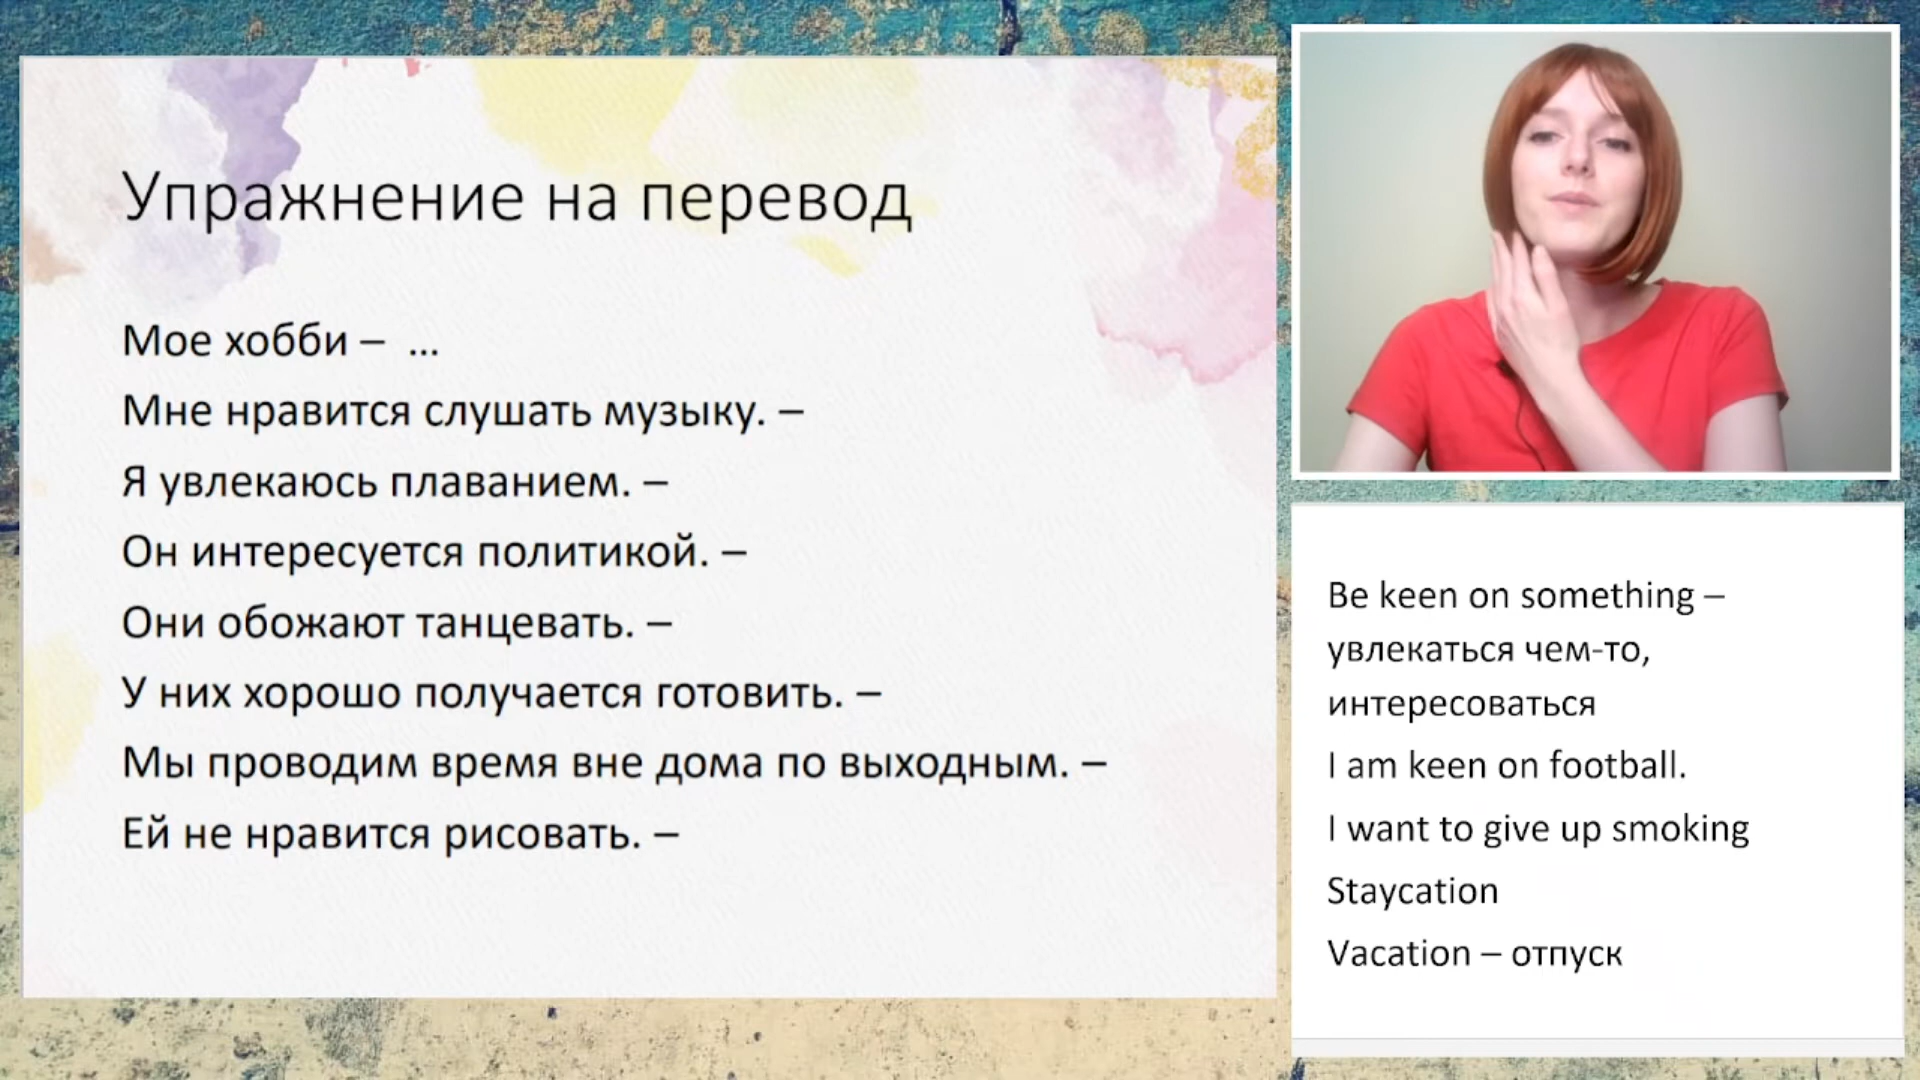 Упражнение на перевод
Мое хобби – ...
Мне нравится слушать музыку. –
Я увлекаюсь плаванием. –
Он интересуется политикой. –
Они обожают танцевать. –
У них хорошо получается готовить. –
Мы проводим время вне дома по выходным. –
Ей не нравится рисовать. –
Be keen on something –
увлекаться чем-то,
интересоваться
I am keen on football.
I want to give up smoking
Staycation
Vacation – отпуск